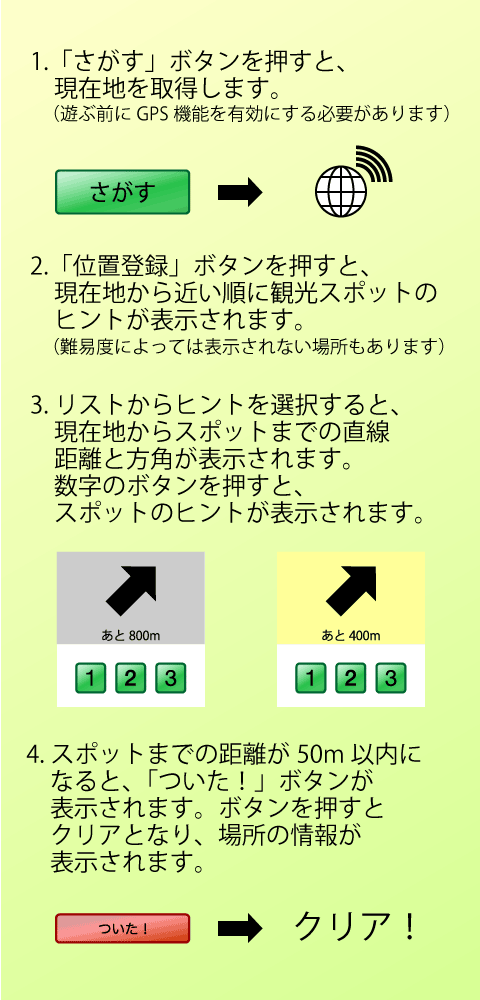 1.「さがす」ボタンを押すと、
現在地を取得します。
（遊ぶ前に GPS 機能を有効にする必要があります）
さがす
2.「位置登録」ボタンを押すと、
現在地から近い順に観光スポットの
ヒントが表示されます。
（難易度によっては表示されない場所もあります）
3. リストからヒントを選択すると、
現在地からスポットまでの直線
距離と方角が表示されます。
数字のボタンを押すと、
スポットのヒントが表示されます。
あと 800m
あと 400m
1 2 3
1 2 3
4. スポットまでの距離が 50m 以内に
なると、「ついた！」ボタンが
表示されます。ボタンを押すと
クリアとなり、場所の情報が
表示されます。
ついた！
クリア！